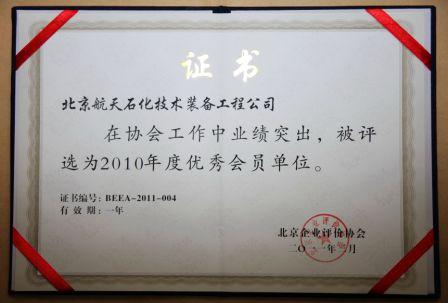 证书
北京航天石化技术装备工程公司
在协会工作中业绩突出，被评
选为2010年度优秀会员单位。
证书编号：BEEA-2011-004
有效期：一年
北京企业评价协会
二〇一一年一月